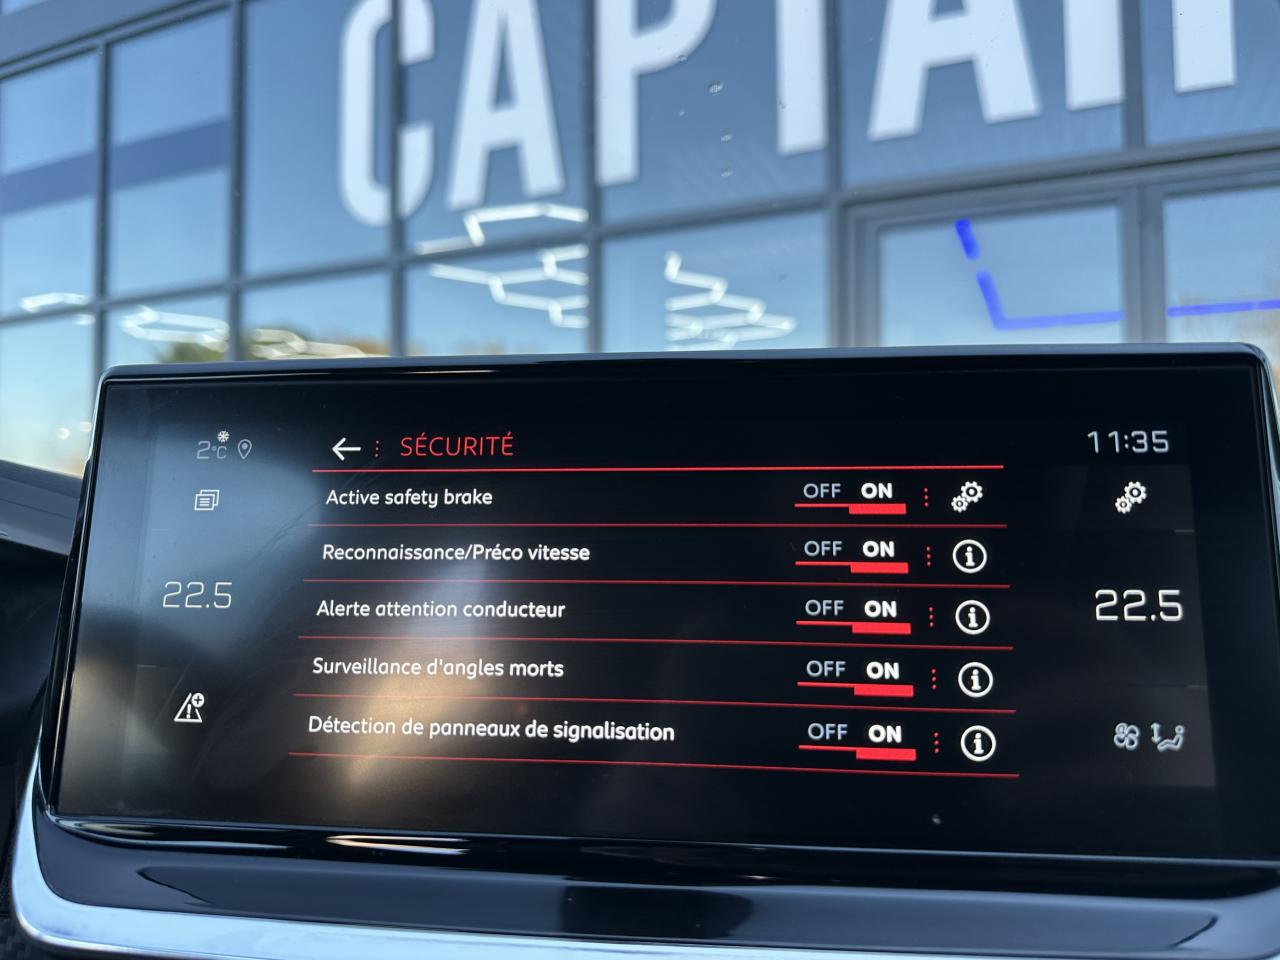 CAPTAIN
2°C
SÉCURITÉ
11:35
Active safety brake OFF ON
Reconnaissance/Préco vitesse OFF ON
22.5
22.5
Alerte attention conducteur OFF ON
Surveillance d'angles morts OFF ON
Détection de panneaux de signalisation OFF ON